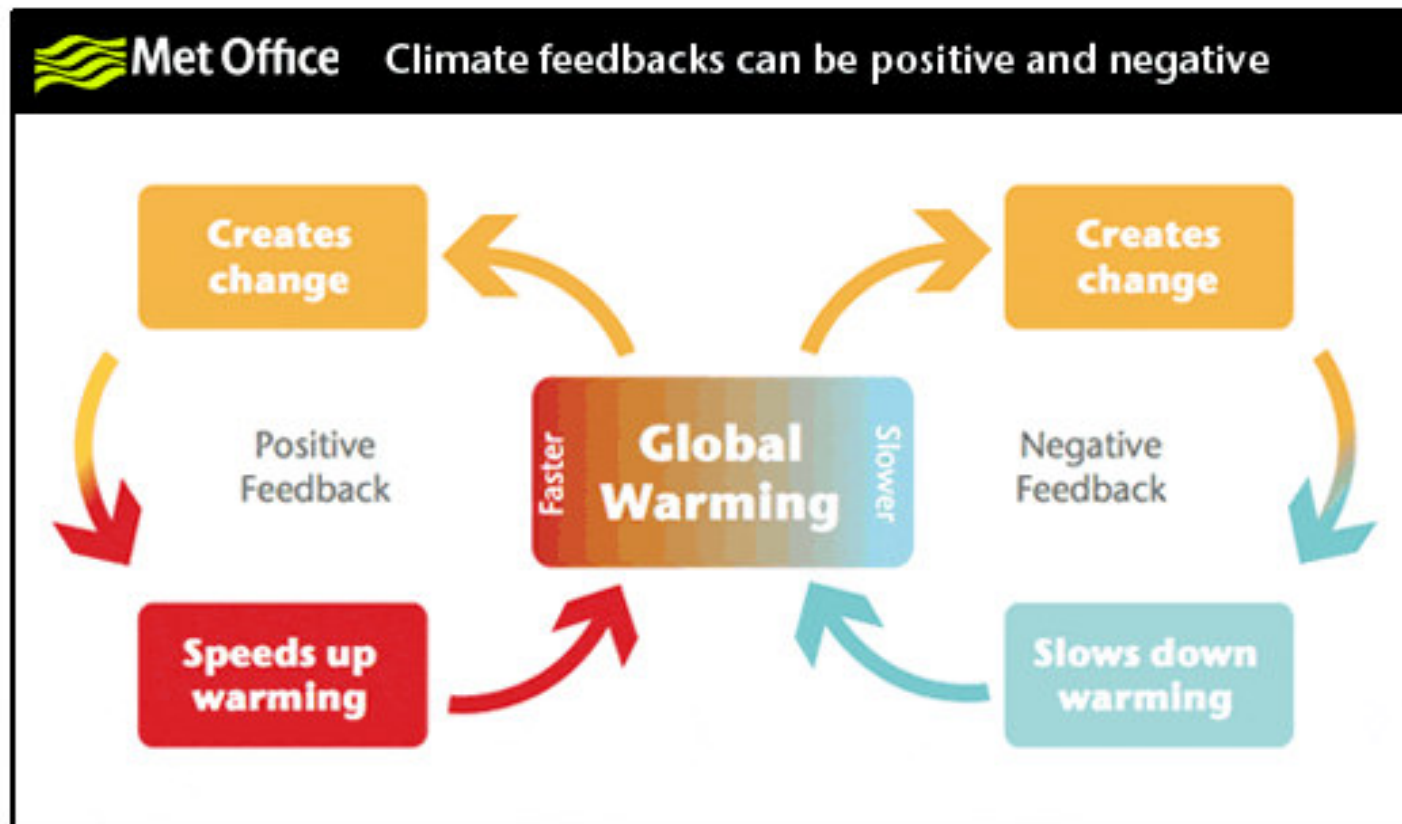 Met Office Climate feedbacks can be positive and negative
Creates
change
Creates
change
Positive
Feedback
Faster
Global
Warming
Slower
Negative
Feedback
Speeds up
warming
Slows down
warming